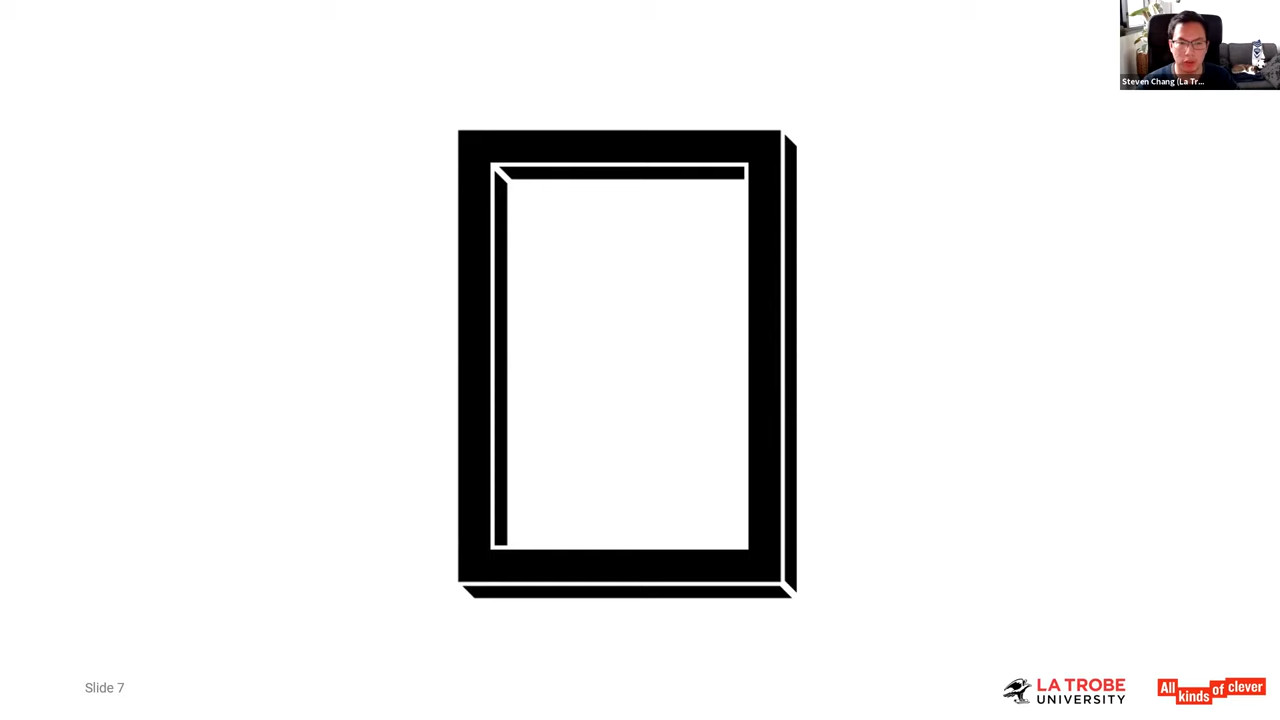 Steven Chang (La Tr...
Slide 7
LA TROBE
UNIVERSITY
All kinds of clever